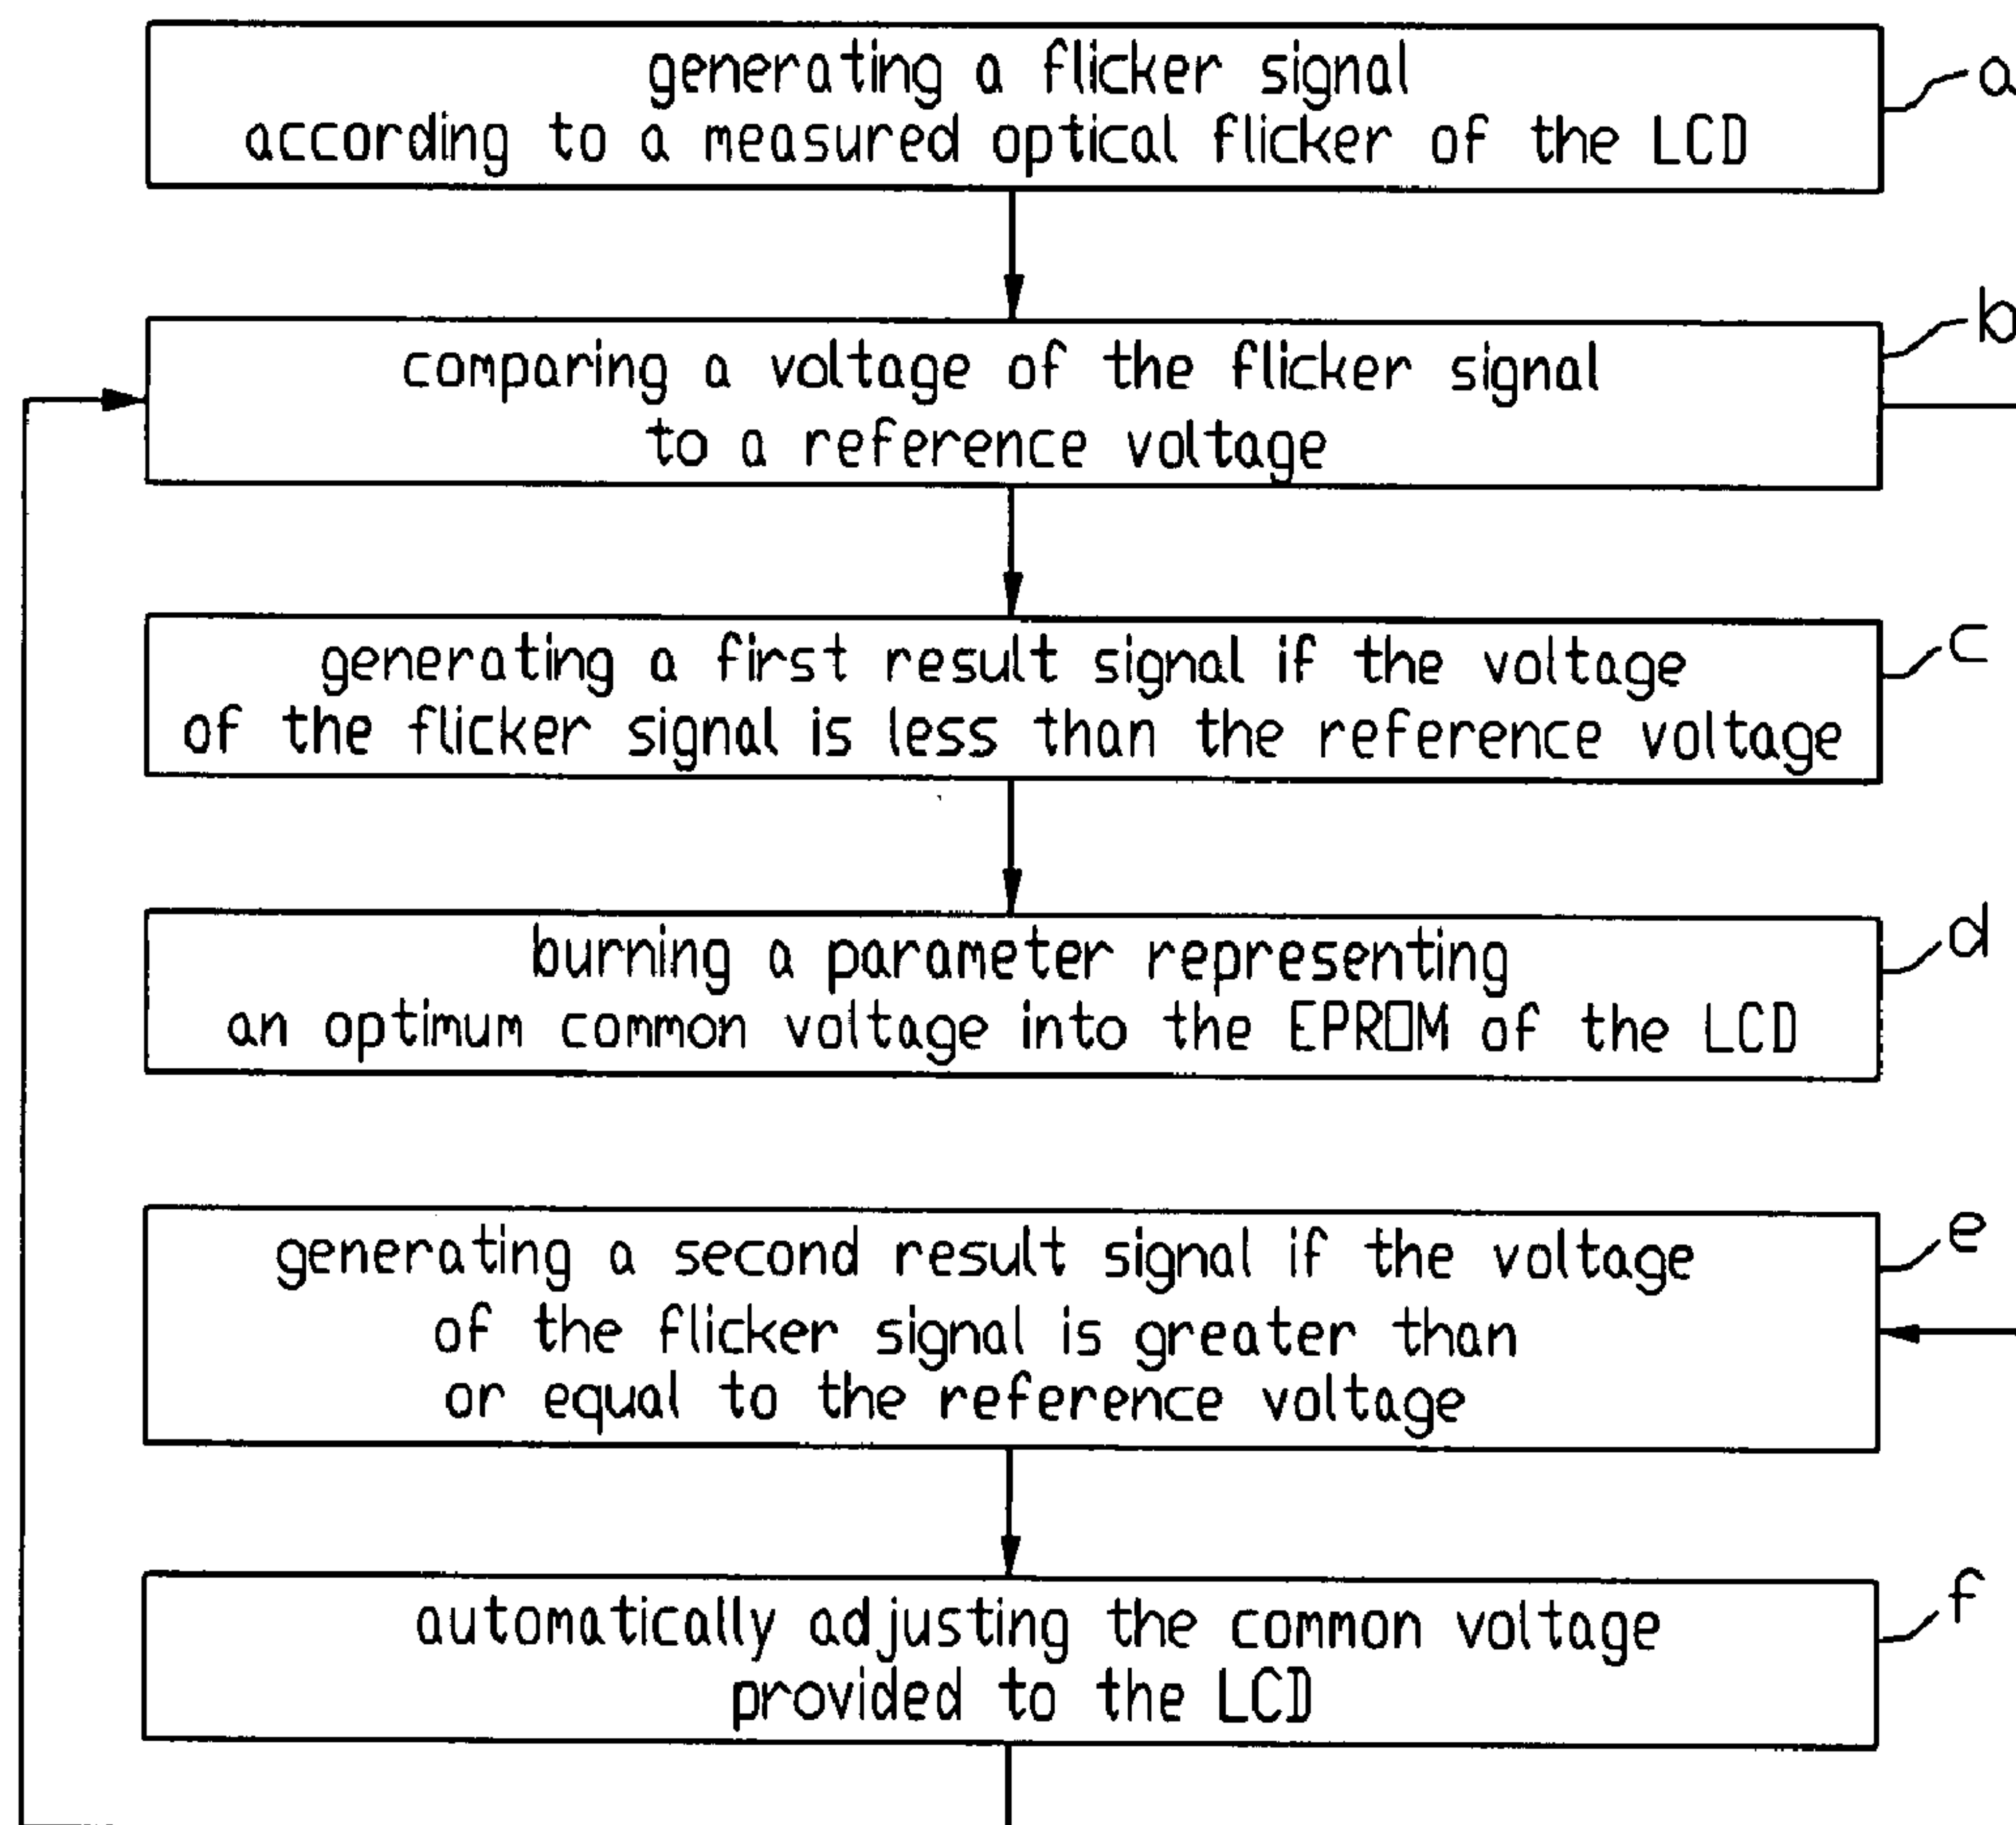 generating a flicker signal
according to a measured optical flicker of the LCD
a
comparing a voltage of the flicker signal
to a reference voltage
b
generating a first result signal if the voltage
of the flicker signal is less than the reference voltage
c
burning a parameter representing
an optimum common voltage into the EPROM of the LCD
d
generating a second result signal if the voltage
of the flicker signal is greater than
or equal to the reference voltage
e
automatically adjusting the common voltage
provided to the LCD
f